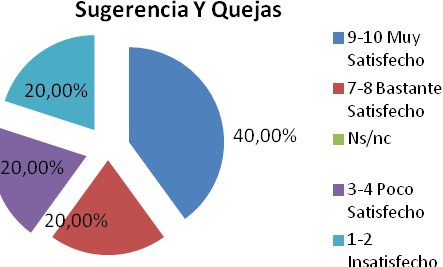 Sugerencia Y Quejas
20,00%
40,00%
20,00%
20,00%
9-10 Muy
Satisfecho
7-8 Bastante
Satisfecho
Ns/nc
3-4 Poco
Satisfecho
1-2
Insatisfecho